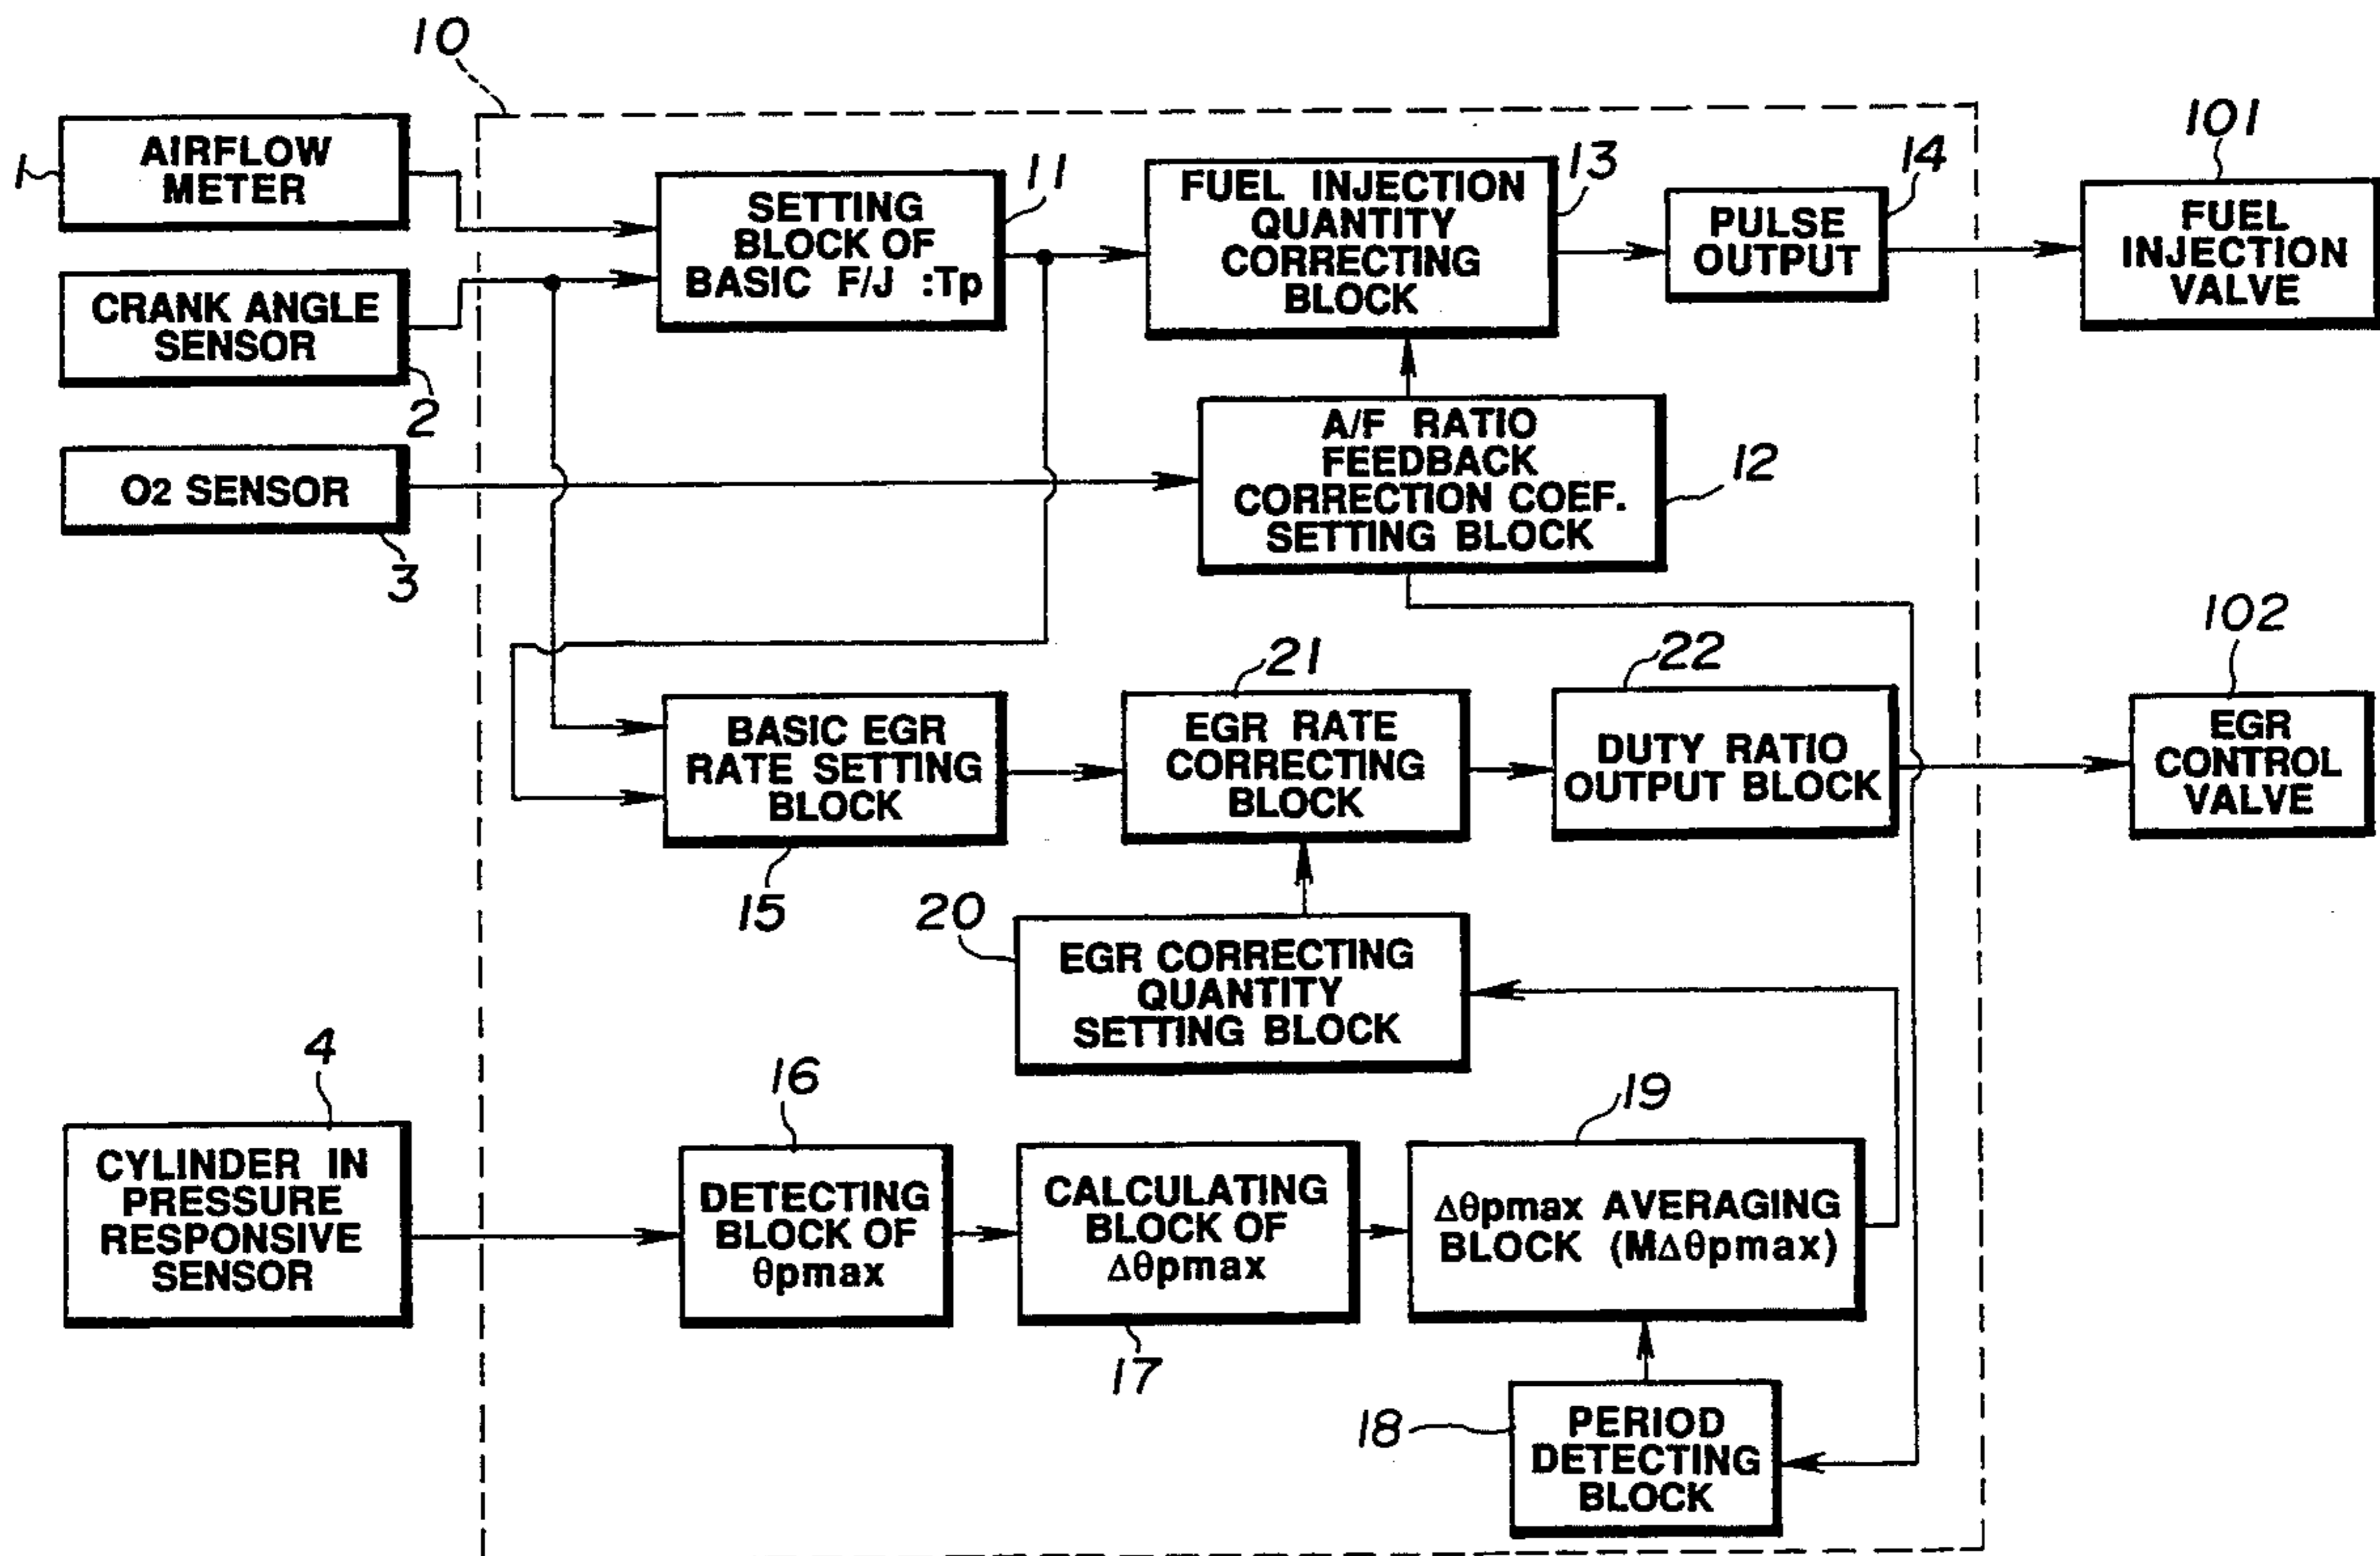 10
1
AIRFLOW
METER
CRANK ANGLE
SENSOR
2
O2 SENSOR
3
SETTING
BLOCK OF
BASIC F/J :Tp
11
FUEL INJECTION
QUANTITY
CORRECTING
BLOCK
13
PULSE
OUTPUT
14
101
FUEL
INJECTION
VALVE
A/F RATIO
FEEDBACK
CORRECTION COEF.
SETTING BLOCK
12
BASIC EGR
RATE SETTING
BLOCK
15
21
EGR RATE
CORRECTING
BLOCK
22
DUTY RATIO
OUTPUT BLOCK
102
EGR
CONTROL
VALVE
20
EGR CORRECTING
QUANTITY
SETTING BLOCK
4
CYLINDER IN
PRESSURE
RESPONSIVE
SENSOR
16
DETECTING
BLOCK OF
θpmax
CALCULATING
BLOCK OF
Δθpmax
17
19
Δθpmax AVERAGING
BLOCK (MΔθpmax)
18
PERIOD
DETECTING
BLOCK